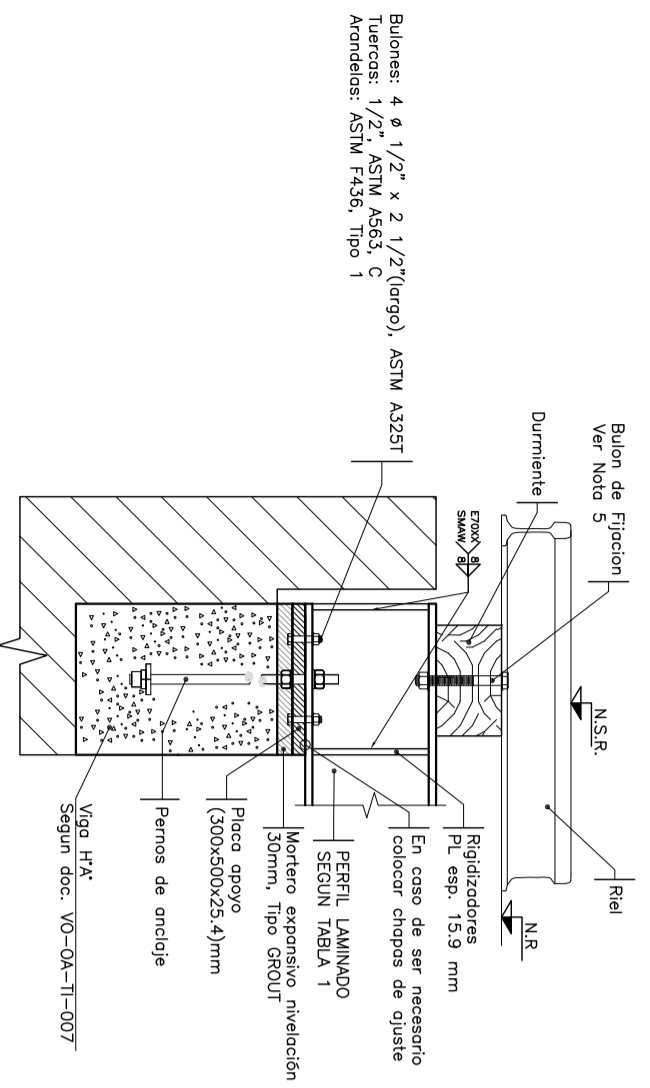 Bulones: 4 ø 1/2" x 2 1/2"(largo), ASTM A325T
Tuercas: 1/2", ASTM A563, C
Arandelas: ASTM F436, Tipo 1
Bulon de Fijacion
Ver Nota 5
Durmiente
E70XX
SMAW
8
8
N.S.R.
Riel
N.R
Rigidizadores
PL esp. 15.9 mm
En caso de ser necesario
colocar chapas de ajuste
PERFIL LAMINADO
SEGUN TABLA 1
Mortero expansivo nivelación
30mm, Tipo GROUT
Placa apoyo
(300x500x25.4)mm
Pernos de anclaje
Viga H°A°
Segun doc. VO-OA-TI-007